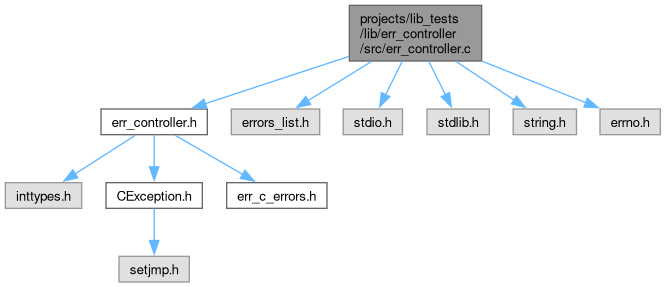 projects/lib_tests
/lib/err_controller
/src/err_controller.c
err_controller.h
errors_list.h
stdio.h
stdlib.h
string.h
errno.h
inttypes.h
CException.h
err_c_errors.h
setjmp.h